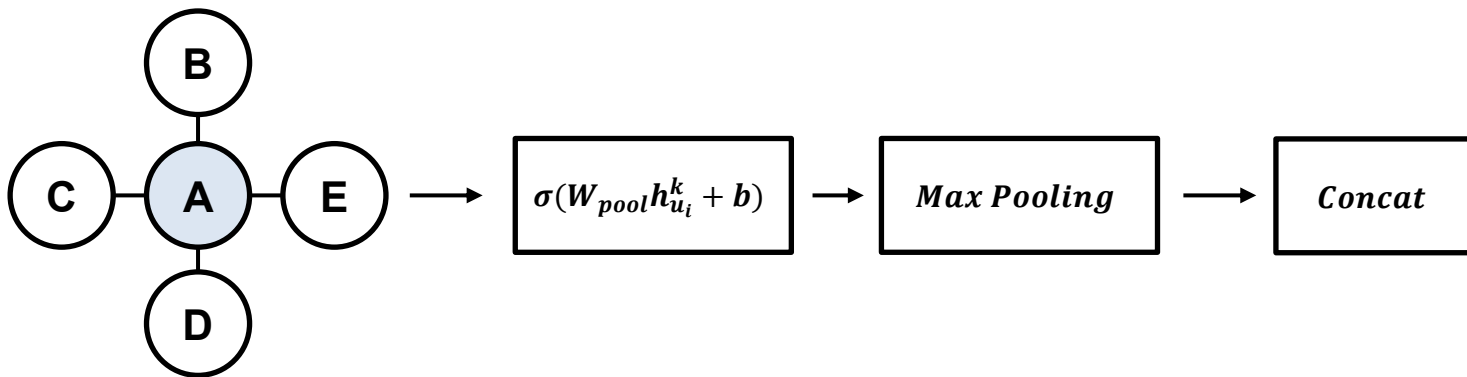 B
C A E
D
σ(W_pool h^k_{u_i} + b)
Max Pooling
Concat